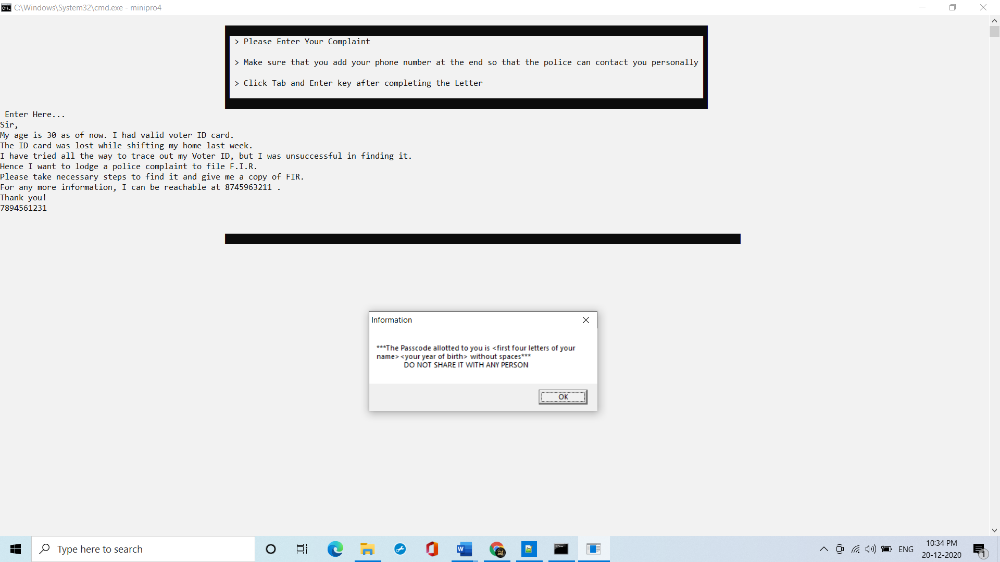 C:\Windows\System32\cmd.exe - minipro4
> Please Enter Your Complaint
> Make sure that you add your phone number at the end so that the police can contact you personally
> Click Tab and Enter key after completing the Letter
Enter Here...
Sir,
My age is 30 as of now. I had valid voter ID card.
The ID card was lost while shifting my home last week.
I have tried all the way to trace out my Voter ID, but I was unsuccessful in finding it.
Hence I want to lodge a police complaint to file F.I.R.
Please take necessary steps to find it and give me a copy of FIR.
For any more information, I can be reachable at 8745963211 .
Thank you!
7894561231
Information
***The Passcode allotted to you is <first four letters of your
name><your year of birth> without spaces***
DO NOT SHARE IT WITH ANY PERSON
OK
Type here to search
ENG
10:34 PM
20-12-2020
1